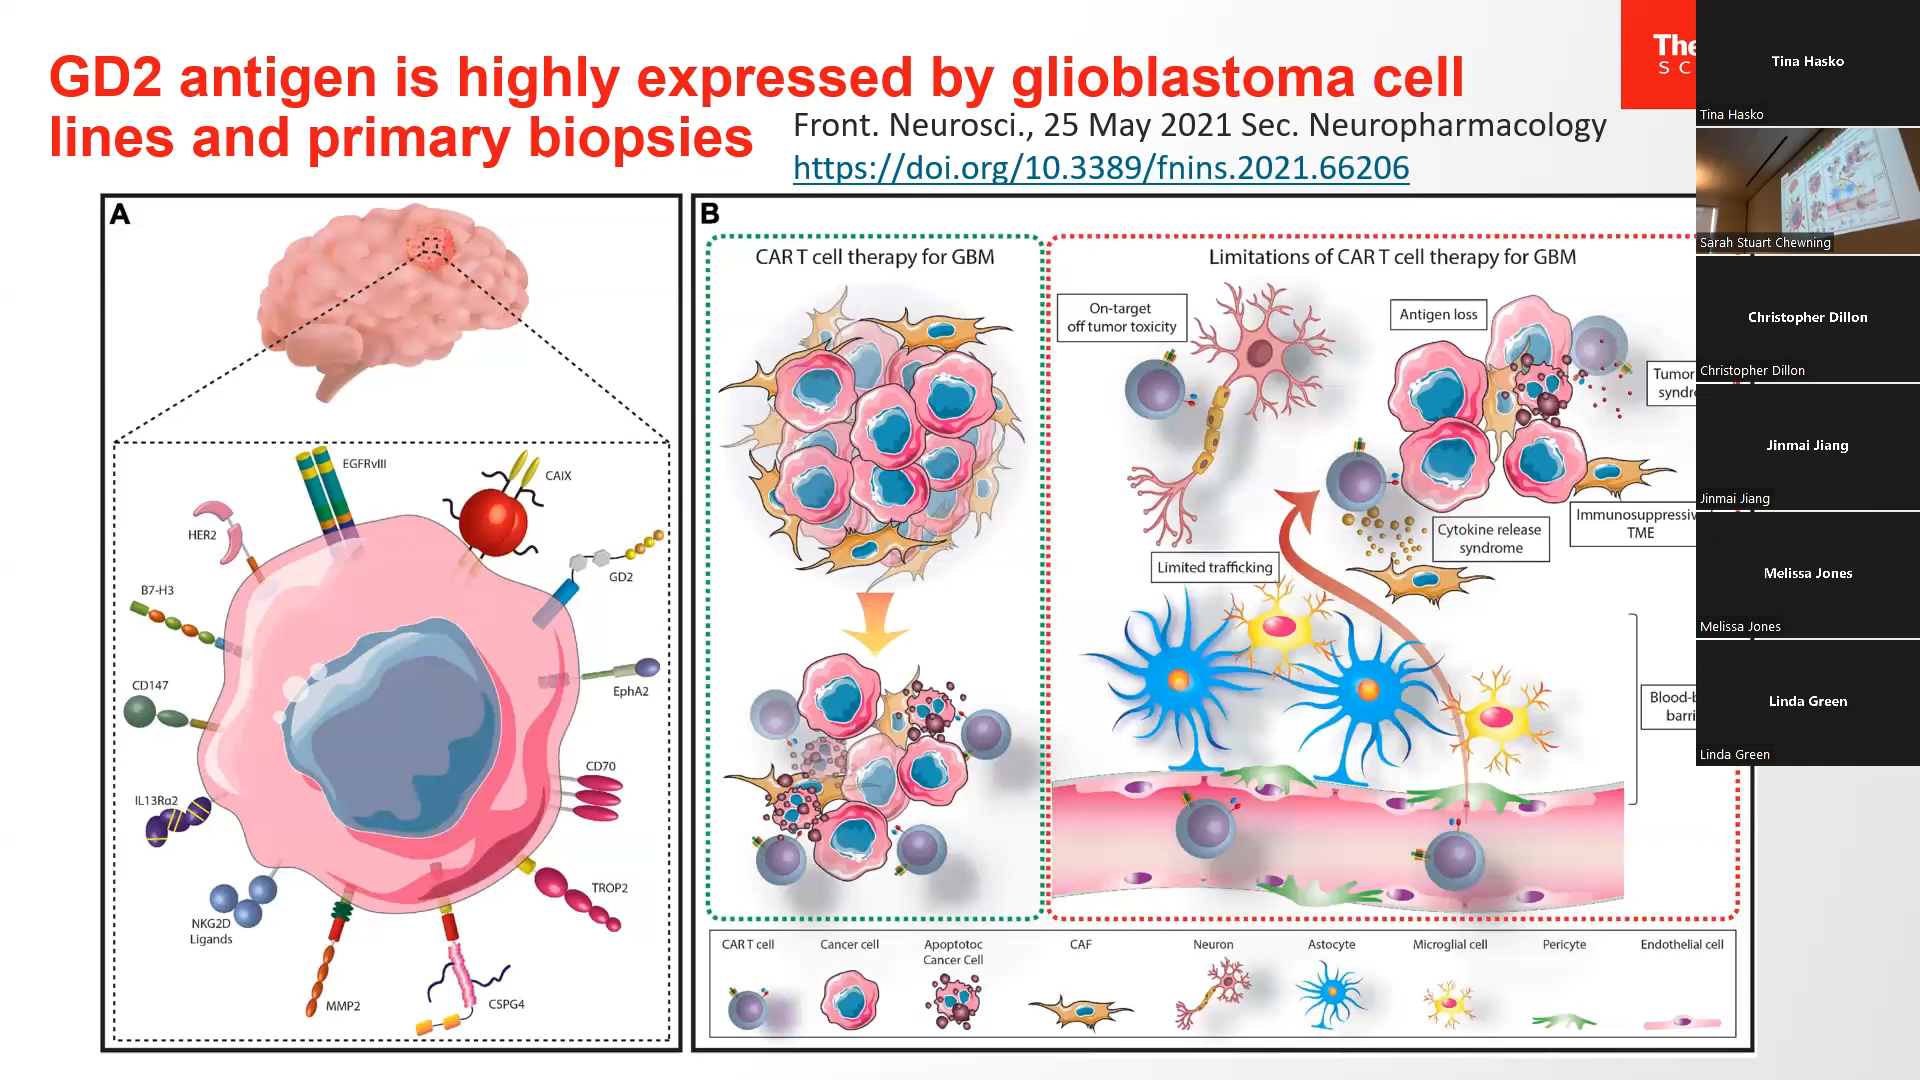 GD2 antigen is highly expressed by glioblastoma cell
lines and primary biopsies
Front. Neurosci., 25 May 2021 Sec. Neuropharmacology
https://doi.org/10.3389/fnins.2021.66206
The
S C
A
EGFRvIII
CAIX
HER2
GD2
B7-H3
EphA2
CD147
CD70
IL13Rα2
TROP2
NKG2D
Ligands
MMP2
CSPG4
B
CAR T cell therapy for GBM
Limitations of CAR T cell therapy for GBM
On-target
off tumor toxicity
Antigen loss
Tumor
syndr
Cytokine release
syndrome
Immunosuppressiv
TME
Limited trafficking
Blood-b
barri
CAR T cell
Cancer cell
Apoptotoc
Cancer Cell
CAF
Neuron
Astrocyte
Microglial cell
Pericyte
Endothelial cell
Tina Hasko
Tina Hasko
Sarah Stuart Chewning
Christopher Dillon
Christopher Dillon
Jinmai Jiang
Jinmai Jiang
Melissa Jones
Melissa Jones
Linda Green
Linda Green